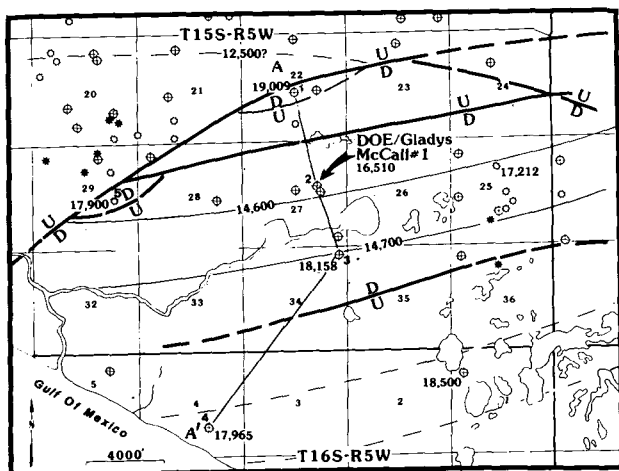 T15S-R5W
12,500?
A
U
D
22
19,009
1
U
D
U
D
20
21
23
24
U
D
U
D
DOE/Gladys
McCall#1
16,510
17,212
29
5
17,900
D
U
28
2
27
26
25
U
D
14,600
14,700
18,158
3
32
33
34
D
U
35
36
5
4
3
2
1
18,500
Gulf Of Mexico
4
A'
17,965
4000'
T16S-R5W